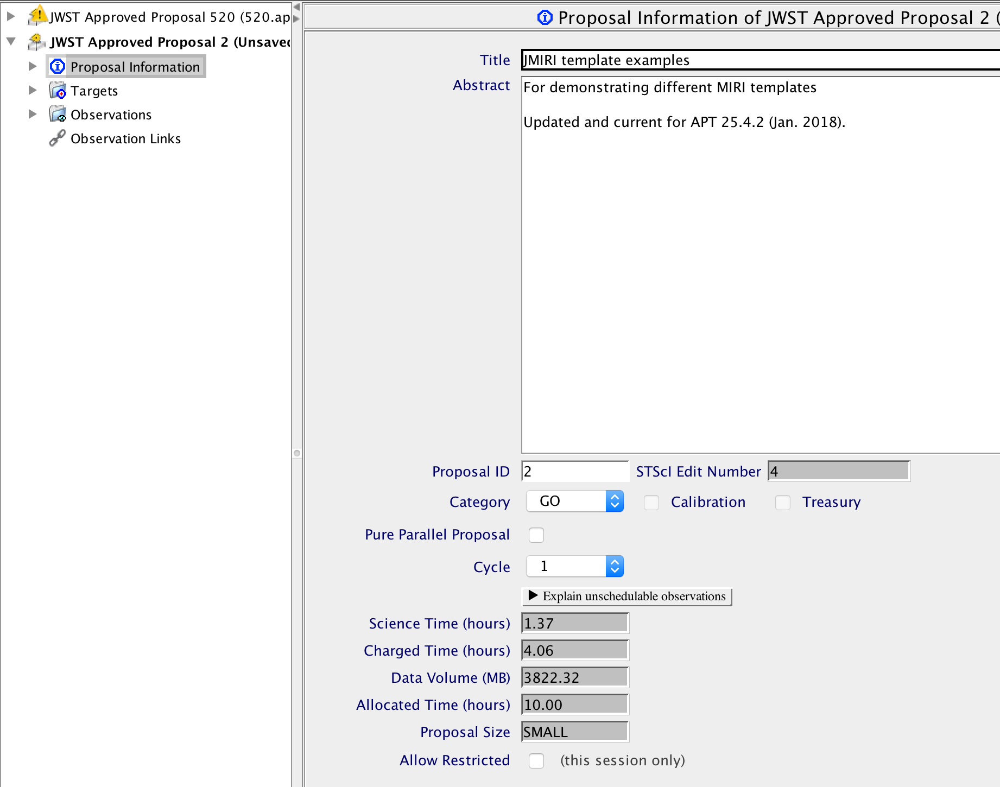 JWST Approved Proposal 520 (520.ap
JWST Approved Proposal 2 (Unsaved
Proposal Information
Targets
Observations
Observation Links
Proposal Information of JWST Approved Proposal 2 (
Title JMIRI template examples
Abstract For demonstrating different MIRI templates
Updated and current for APT 25.4.2 (Jan. 2018).
Proposal ID 2 STScI Edit Number 4
Category GO Calibration Treasury
Pure Parallel Proposal
Cycle 1
Explain unschedulable observations
Science Time (hours) 1.37
Charged Time (hours) 4.06
Data Volume (MB) 3822.32
Allocated Time (hours) 10.00
Proposal Size SMALL
Allow Restricted (this session only)